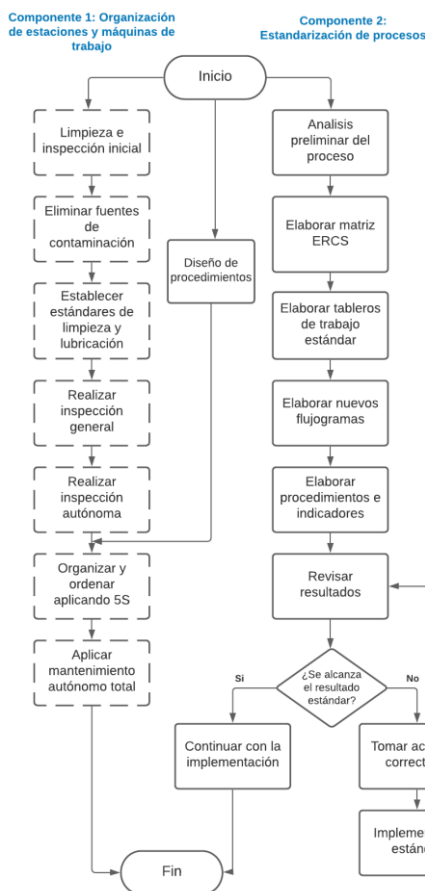 Componente 1: Organización
de estaciones y máquinas de
trabajo
Componente 2:
Estandarización de procesos
Inicio
Limpieza e
inspección inicial
Eliminar fuentes
de
contaminación
Establecer
estándares de
limpieza y
lubricación
Realizar
inspección
general
Realizar
inspección
autónoma
Organizar y
ordenar
aplicando 5S
Aplicar
mantenimiento
autónomo total
Diseño de
procedimientos
Analisis
preliminar del
proceso
Elaborar matriz
ERCS
Elaborar tableros
de trabajo
estándar
Elaborar nuevos
flujogramas
Elaborar
procedimientos e
indicadores
Revisar
resultados
¿Se alcanza
el resultado
estándar?
Si
No
Continuar con la
implementación
Tomar
Fin